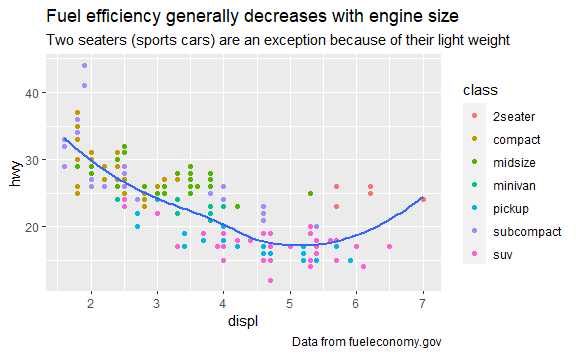 Fuel efficiency generally decreases with engine size
Two seaters (sports cars) are an exception because of their light weight
hwy
40
30
20
2
3
4
5
6
7
displ
class
2seater
compact
midsize
minivan
pickup
subcompact
suv
Data from fueleconomy.gov